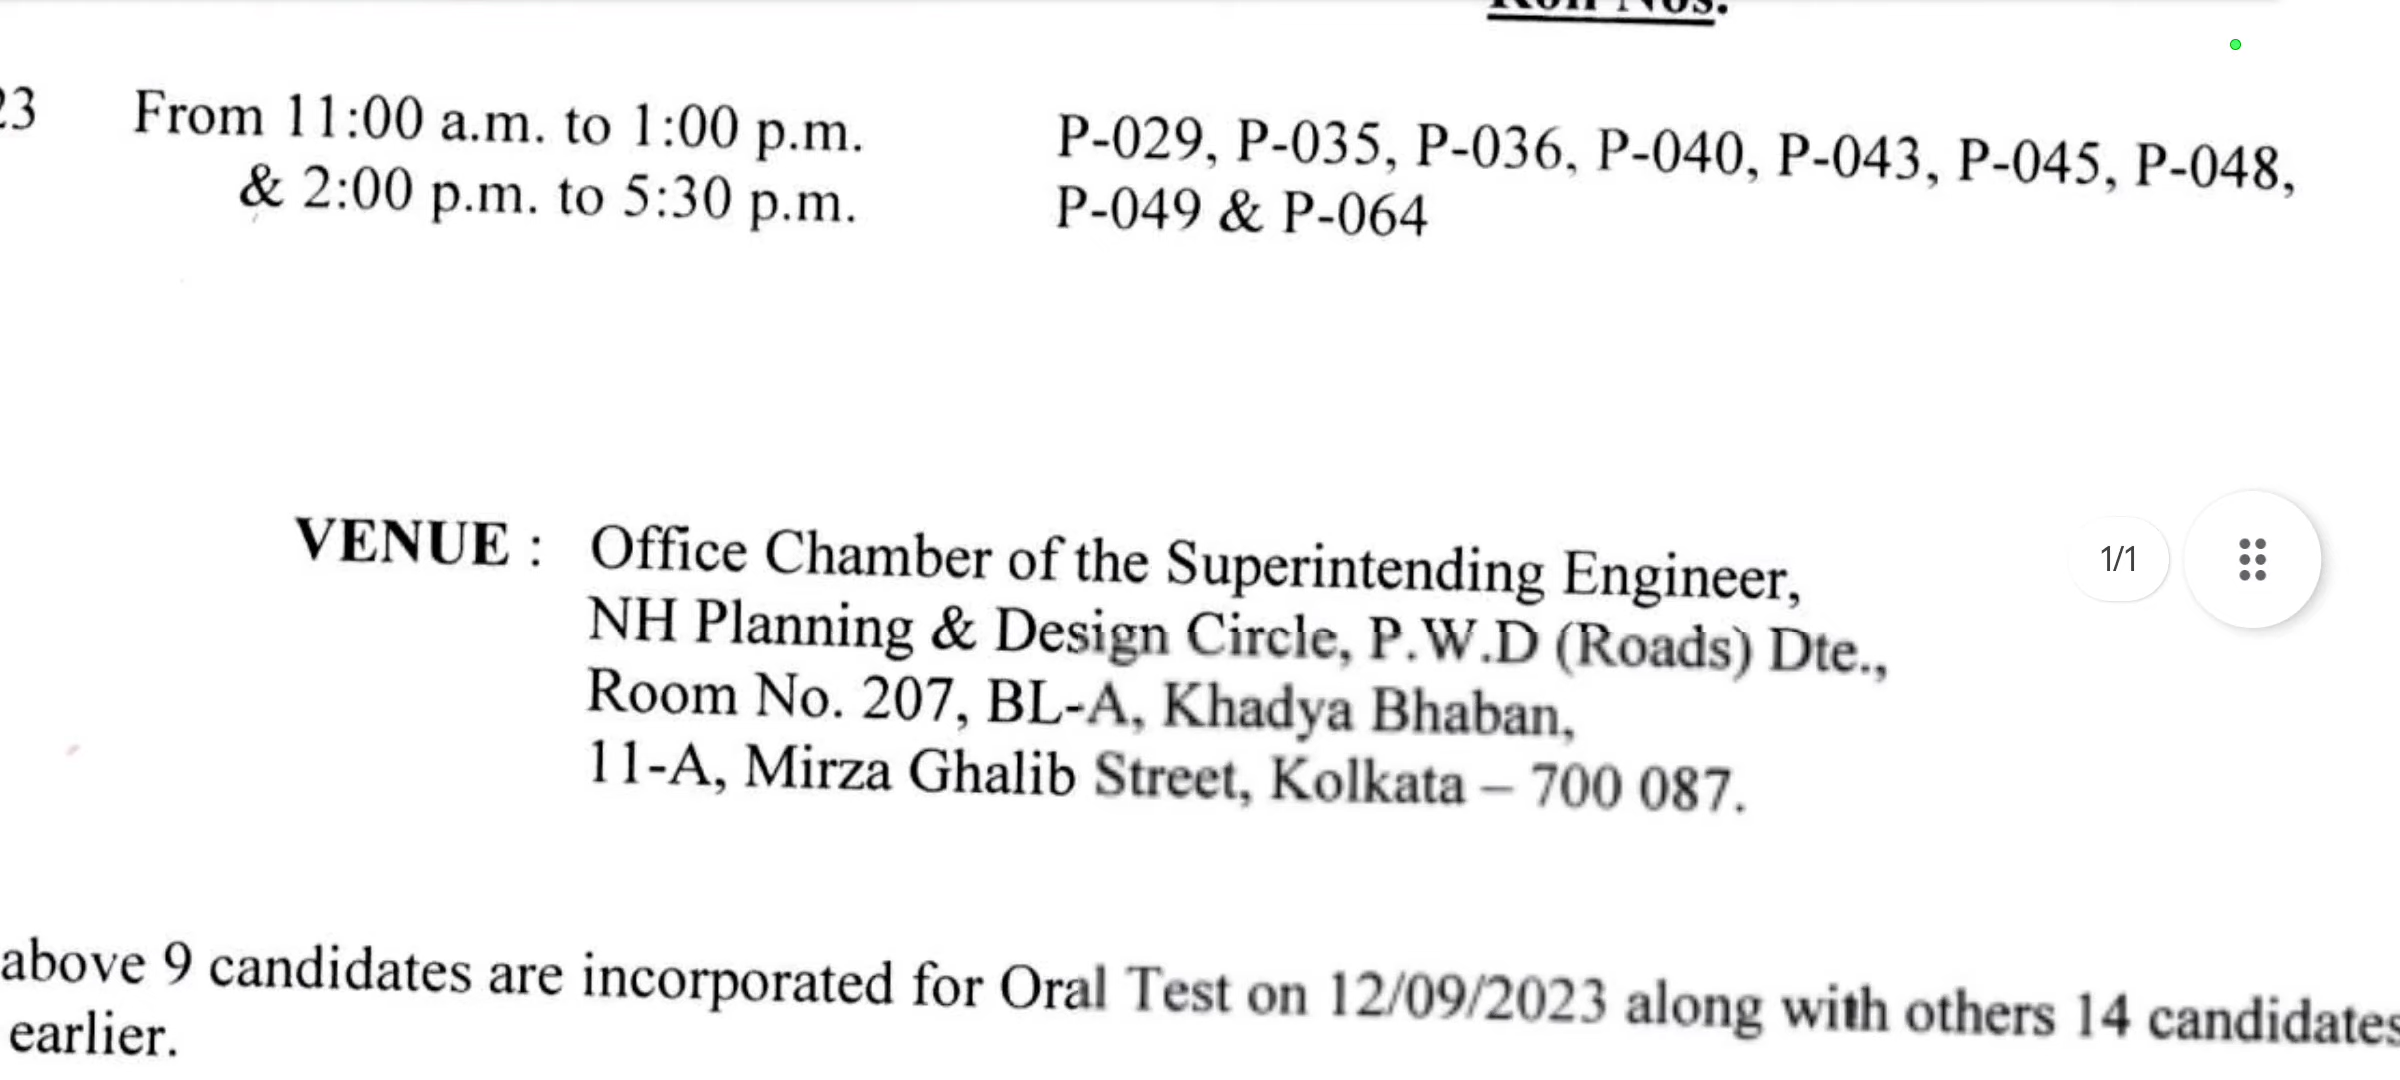 Roll Nos.
23 From 11:00 a.m. to 1:00 p.m. P-029, P-035, P-036, P-040, P-043, P-045, P-048,
& 2:00 p.m. to 5:30 p.m. P-049 & P-064
VENUE : Office Chamber of the Superintending Engineer,
NH Planning & Design Circle, P.W.D (Roads) Dte.,
Room No. 207, BL-A, Khadya Bhaban,
11-A, Mirza Ghalib Street, Kolkata – 700 087.
1/1
above 9 candidates are incorporated for Oral Test on 12/09/2023 along with others 14 candidates
earlier.